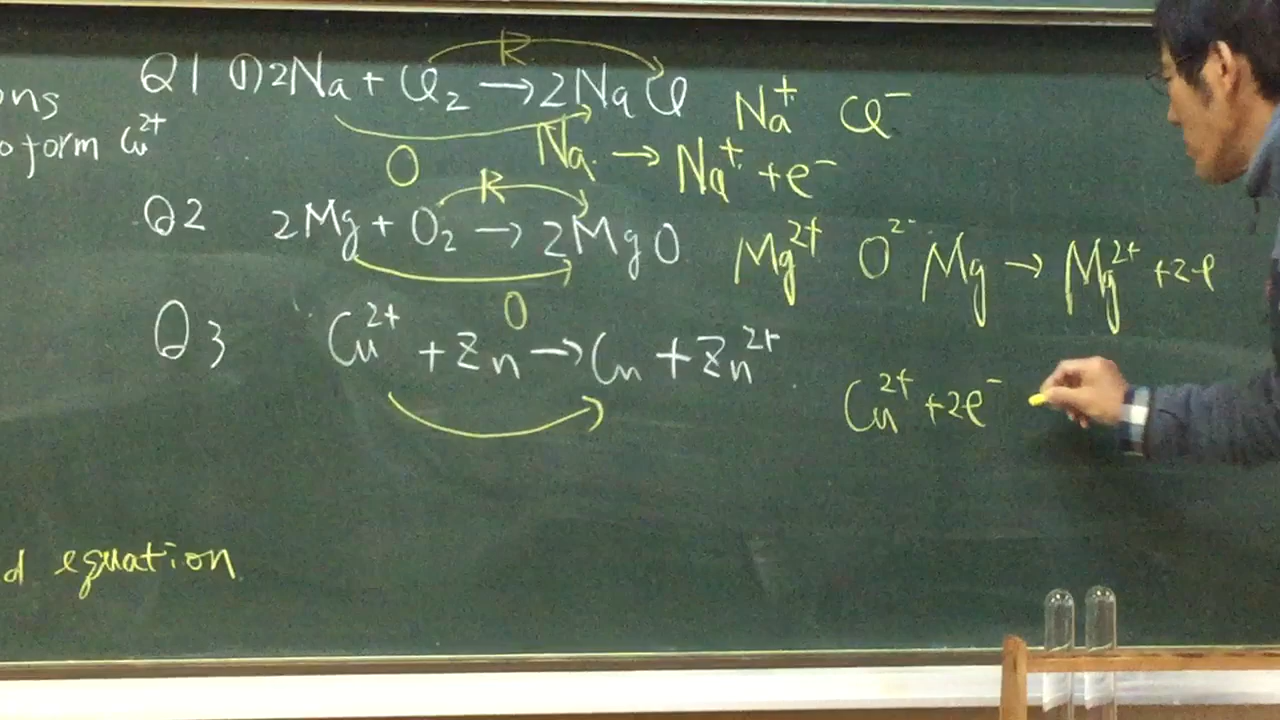 ons
o form Cu²⁺
Q1 (1) 2Na + Cl₂ → 2NaCl Na⁺ Cl⁻
R
O
Na → Na⁺ + e⁻
Q2 2Mg + O₂ → 2MgO Mg²⁺ O²⁻ Mg → Mg²⁺ + 2e
R
O
Q3 Cu²⁺ + Zn → Cu + Zn²⁺
Cu²⁺ + 2e⁻
d equation